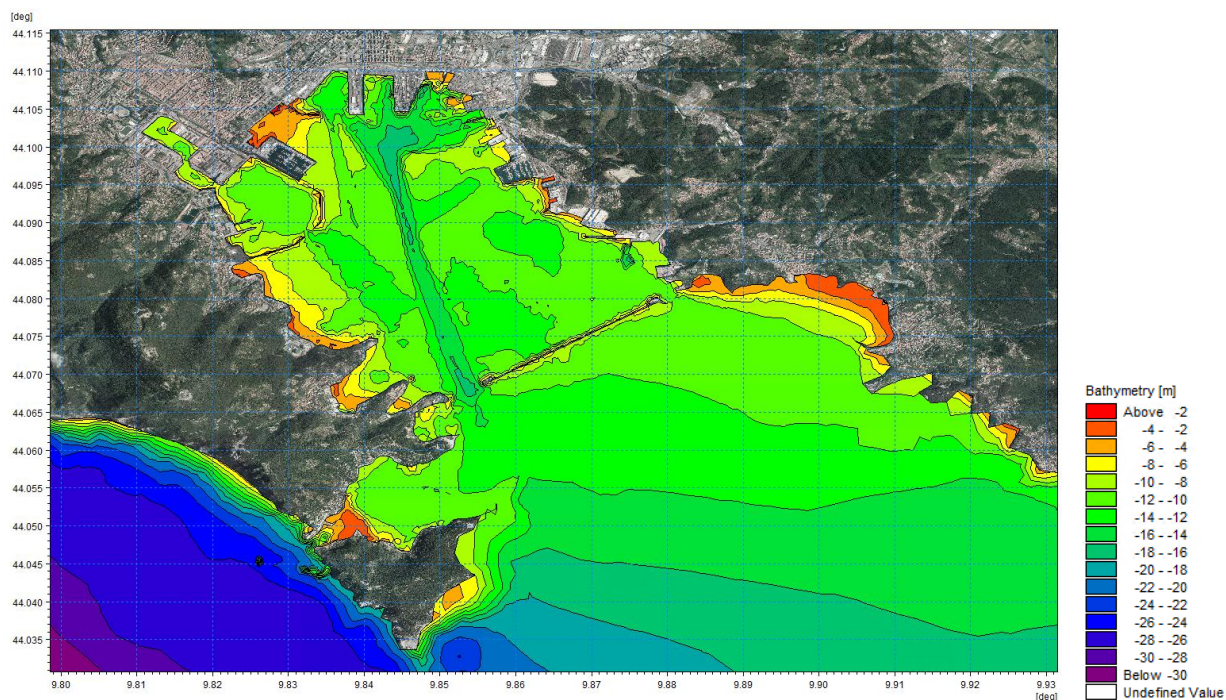 [deg]
44.115
44.110
44.105
44.100
44.095
44.090
44.085
44.080
44.075
44.070
44.065
44.060
44.055
44.050
44.045
44.040
44.035
9.80 9.81 9.82 9.83 9.84 9.85 9.86 9.87 9.88 9.89 9.90 9.91 9.92 9.93
[deg]
Bathymetry [m]
Above -2
-4 - -2
-6 - -4
-8 - -6
-10 - -8
-12 - -10
-14 - -12
-16 - -14
-18 - -16
-20 - -18
-22 - -20
-24 - -22
-26 - -24
-28 - -26
-30 - -28
Below -30
Undefined Value